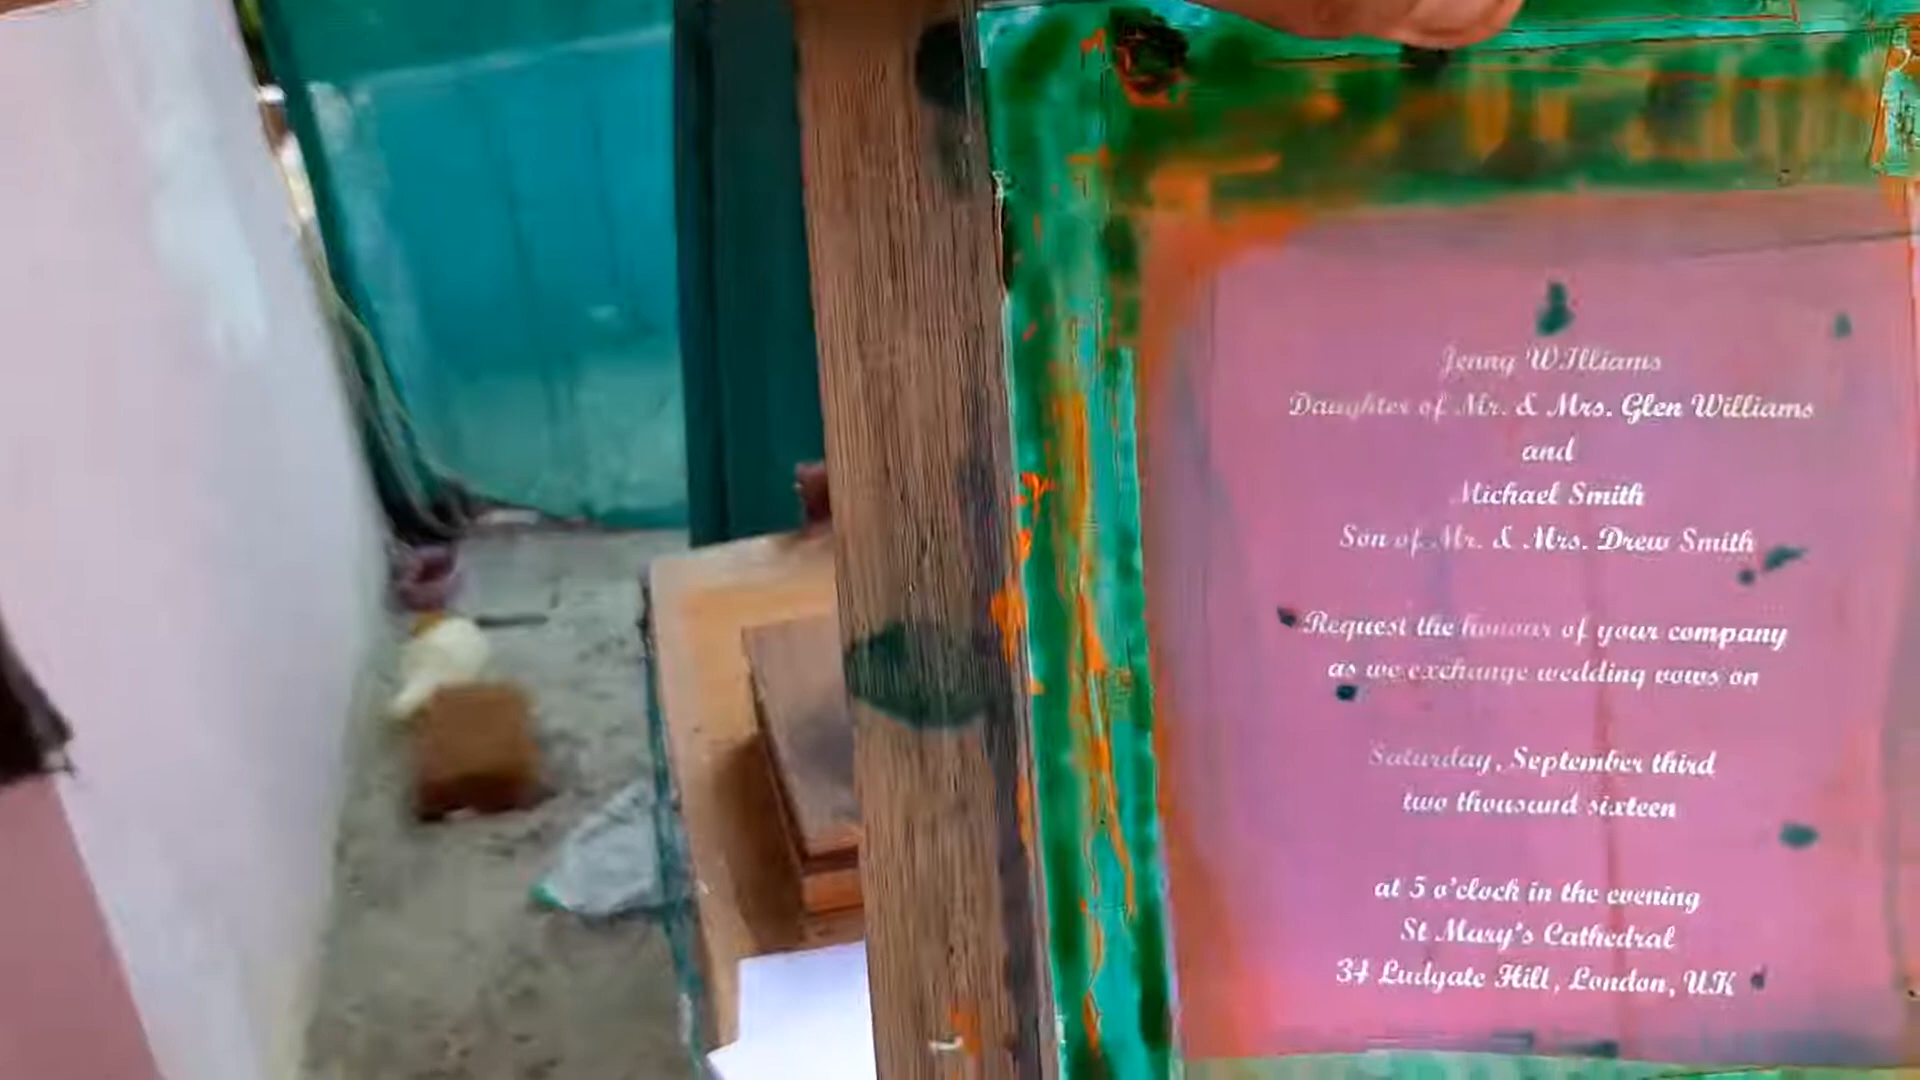 Jenny WIlliams
Daughter of Mr. & Mrs. Glen Williams
and
Michael Smith
Son of Mr. & Mrs. Drew Smith
Request the honour of your company
as we exchange wedding vows on
Saturday, September third
two thousand sixteen
at 5 o'clock in the evening
St Mary's Cathedral
34 Ludgate Hill, London, UK